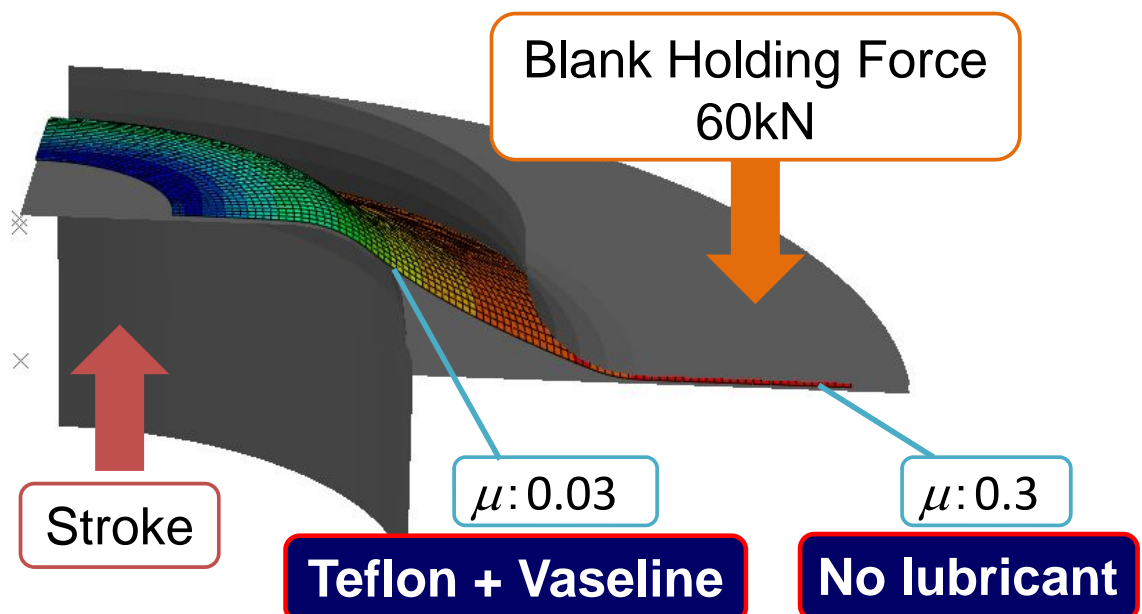 Blank Holding Force
60kN
μ: 0.03
μ: 0.3
Stroke
Teflon + Vaseline
No lubricant